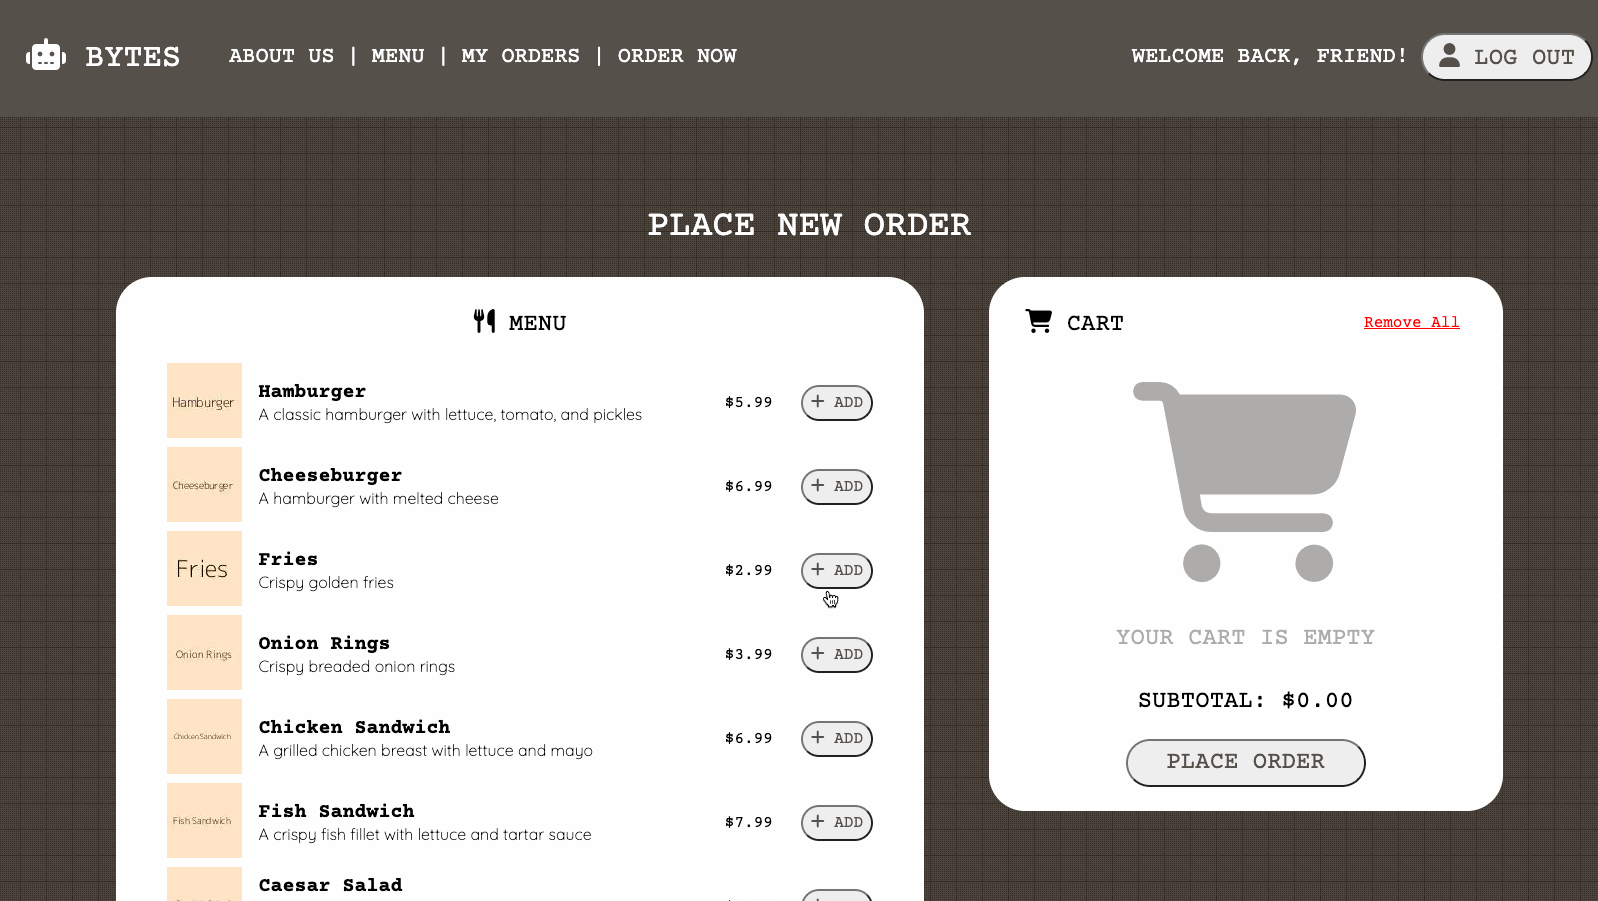 BYTES
ABOUT US | MENU | MY ORDERS | ORDER NOW
WELCOME BACK, FRIEND!
LOG OUT
PLACE NEW ORDER
MENU
Hamburger
Hamburger
A classic hamburger with lettuce, tomato, and pickles
$5.99
+ ADD
Cheeseburger
Cheeseburger
A hamburger with melted cheese
$6.99
+ ADD
Fries
Fries
Crispy golden fries
$2.99
+ ADD
Onion Rings
Onion Rings
Crispy breaded onion rings
$3.99
+ ADD
Chicken Sandwich
Chicken Sandwich
A grilled chicken breast with lettuce and mayo
$6.99
+ ADD
Fish Sandwich
Fish Sandwich
A crispy fish fillet with lettuce and tartar sauce
$7.99
+ ADD
Caesar Salad
CART
Remove All
YOUR CART IS EMPTY
SUBTOTAL: $0.00
PLACE ORDER